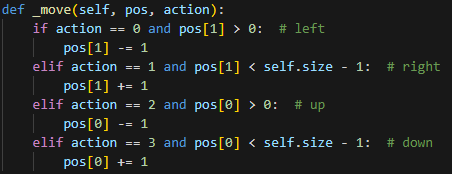 def _move(self, pos, action):
    if action == 0 and pos[1] > 0:  # left
        pos[1] -= 1
    elif action == 1 and pos[1] < self.size - 1:  # right
        pos[1] += 1
    elif action == 2 and pos[0] > 0:  # up
        pos[0] -= 1
    elif action == 3 and pos[0] < self.size - 1:  # down
        pos[0] += 1